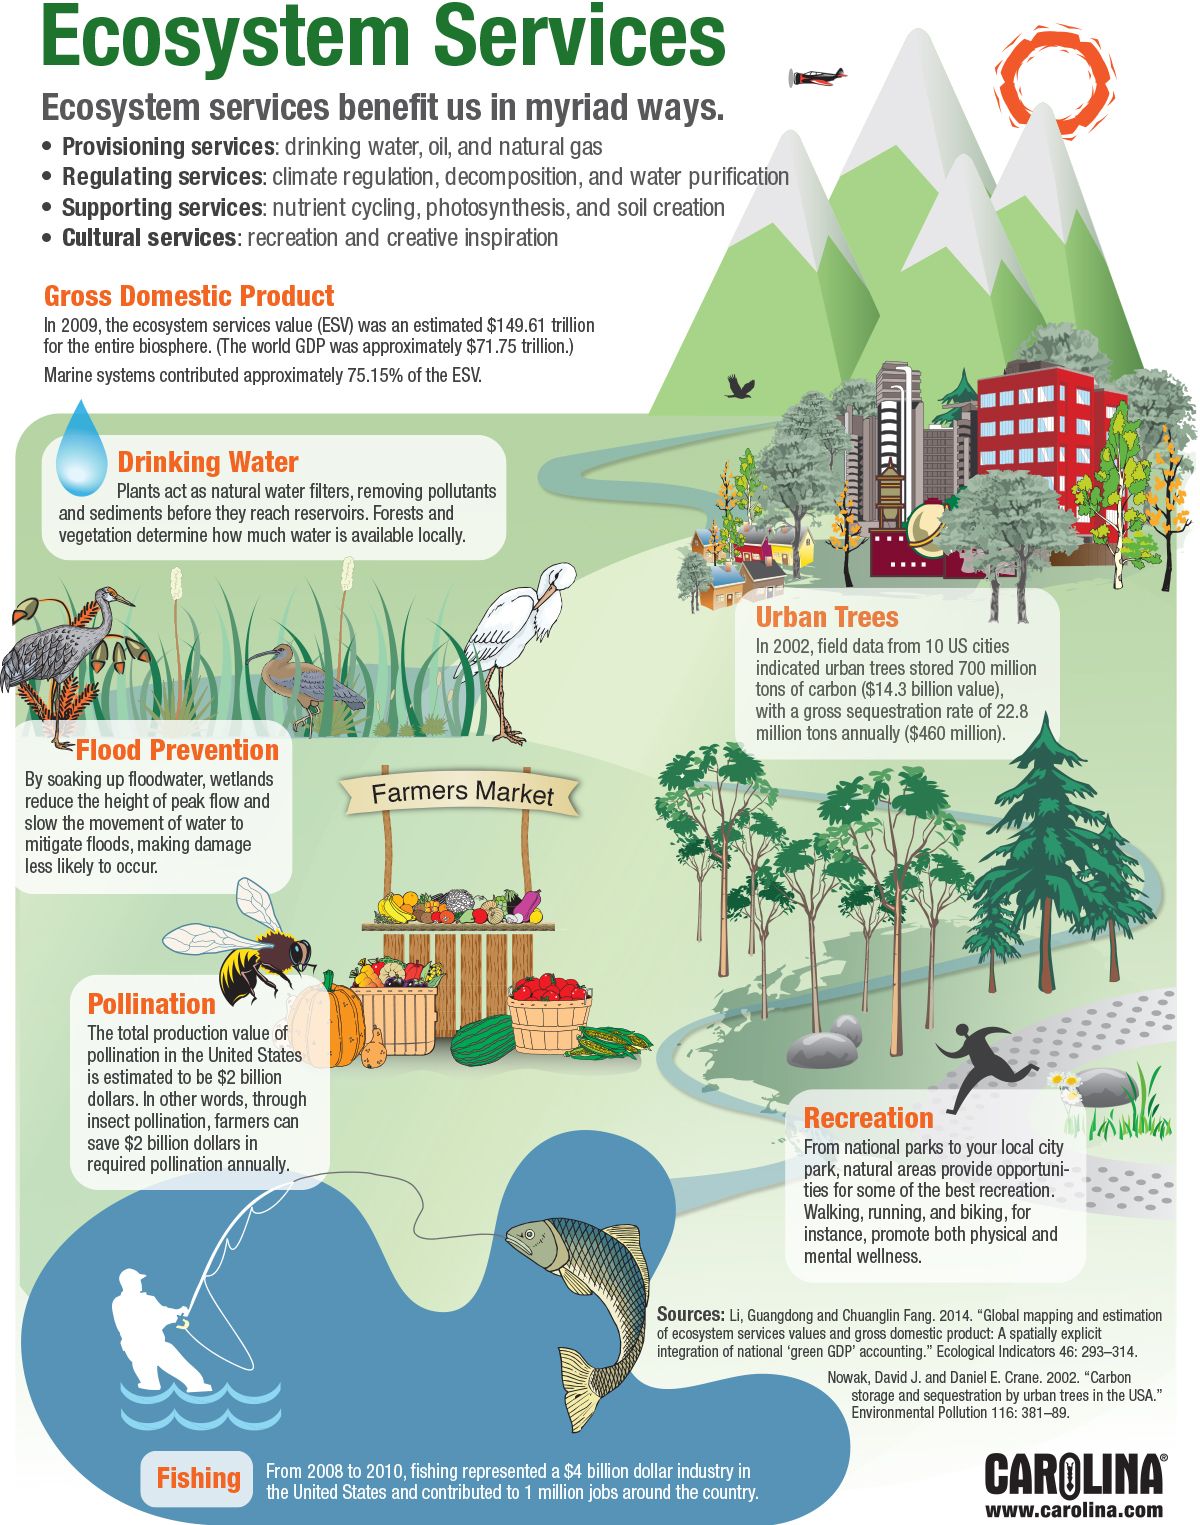 Ecosystem Services
Ecosystem services benefit us in myriad ways.
• Provisioning services: drinking water, oil, and natural gas
• Regulating services: climate regulation, decomposition, and water purification
• Supporting services: nutrient cycling, photosynthesis, and soil creation
• Cultural services: recreation and creative inspiration
Gross Domestic Product
In 2009, the ecosystem services value (ESV) was an estimated $149.61 trillion
for the entire biosphere. (The world GDP was approximately $71.75 trillion.)
Marine systems contributed approximately 75.15% of the ESV.
Drinking Water
Plants act as natural water filters, removing pollutants
and sediments before they reach reservoirs. Forests and
vegetation determine how much water is available locally.
Urban Trees
In 2002, field data from 10 US cities
indicated urban trees stored 700 million
tons of carbon ($14.3 billion value),
with a gross sequestration rate of 22.8
million tons annually ($460 million).
Flood Prevention
By soaking up floodwater, wetlands
reduce the height of peak flow and
slow the movement of water to
mitigate floods, making damage
less likely to occur.
Farmers Market
Pollination
The total production value of
pollination in the United States
is estimated to be $2 billion
dollars. In other words, through
insect pollination, farmers can
save $2 billion dollars in
required pollination annually.
Recreation
From national parks to your local city
park, natural areas provide opportuni-
ties for some of the best recreation.
Walking, running, and biking, for
instance, promote both physical and
mental wellness.
Sources: Li, Guangdong and Chuanglin Fang. 2014. “Global mapping and estimation
of ecosystem services values and gross domestic product: A spatially explicit
integration of national ‘green GDP’ accounting.” Ecological Indicators 46: 293–314.
Nowak, David J. and Daniel E. Crane. 2002. “Carbon
storage and sequestration by urban trees in the USA.”
Environmental Pollution 116: 381–89.
Fishing
From 2008 to 2010, fishing represented a $4 billion dollar industry in
the United States and contributed to 1 million jobs around the country.
CAROLINA®
www.carolina.com